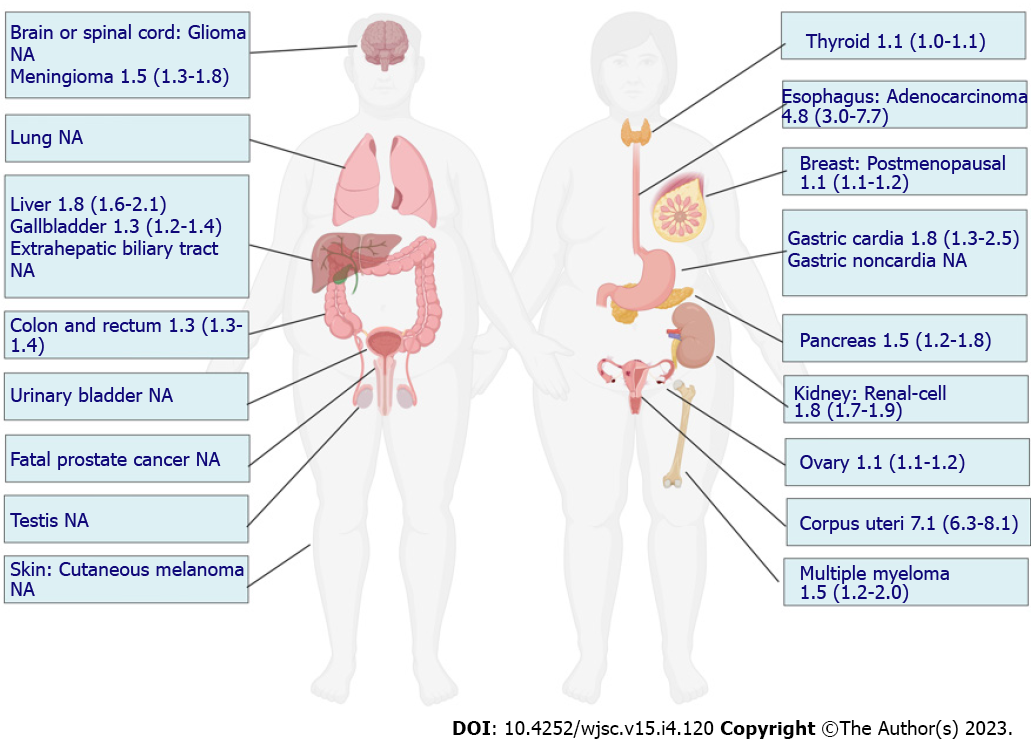 Brain or spinal cord: Glioma
NA
Meningioma 1.5 (1.3-1.8)
Lung NA
Liver 1.8 (1.6-2.1)
Gallbladder 1.3 (1.2-1.4)
Extrahepatic biliary tract
NA
Colon and rectum 1.3 (1.3-
1.4)
Urinary bladder NA
Fatal prostate cancer NA
Testis NA
Skin: Cutaneous melanoma
NA
Thyroid 1.1 (1.0-1.1)
Esophagus: Adenocarcinoma
4.8 (3.0-7.7)
Breast: Postmenopausal
1.1 (1.1-1.2)
Gastric cardia 1.8 (1.3-2.5)
Gastric noncardia NA
Pancreas 1.5 (1.2-1.8)
Kidney: Renal-cell
1.8 (1.7-1.9)
Ovary 1.1 (1.1-1.2)
Corpus uteri 7.1 (6.3-8.1)
Multiple myeloma
1.5 (1.2-2.0)
DOI: 10.4252/wjsc.v15.i4.120 Copyright ©The Author(s) 2023.